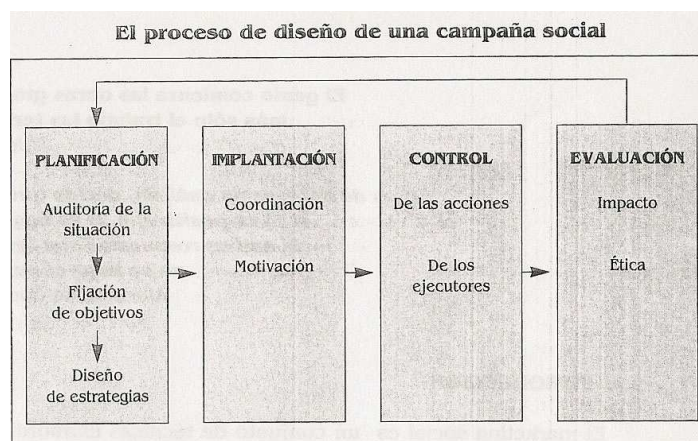 El proceso de diseño de una campaña social
PLANIFICACIÓN
Auditoría de la
situación
Fijación
de objetivos
Diseño
de estrategias
IMPLANTACIÓN
Coordinación
Motivación
CONTROL
De las acciones
De los
ejecutores
EVALUACIÓN
Impacto
Ética